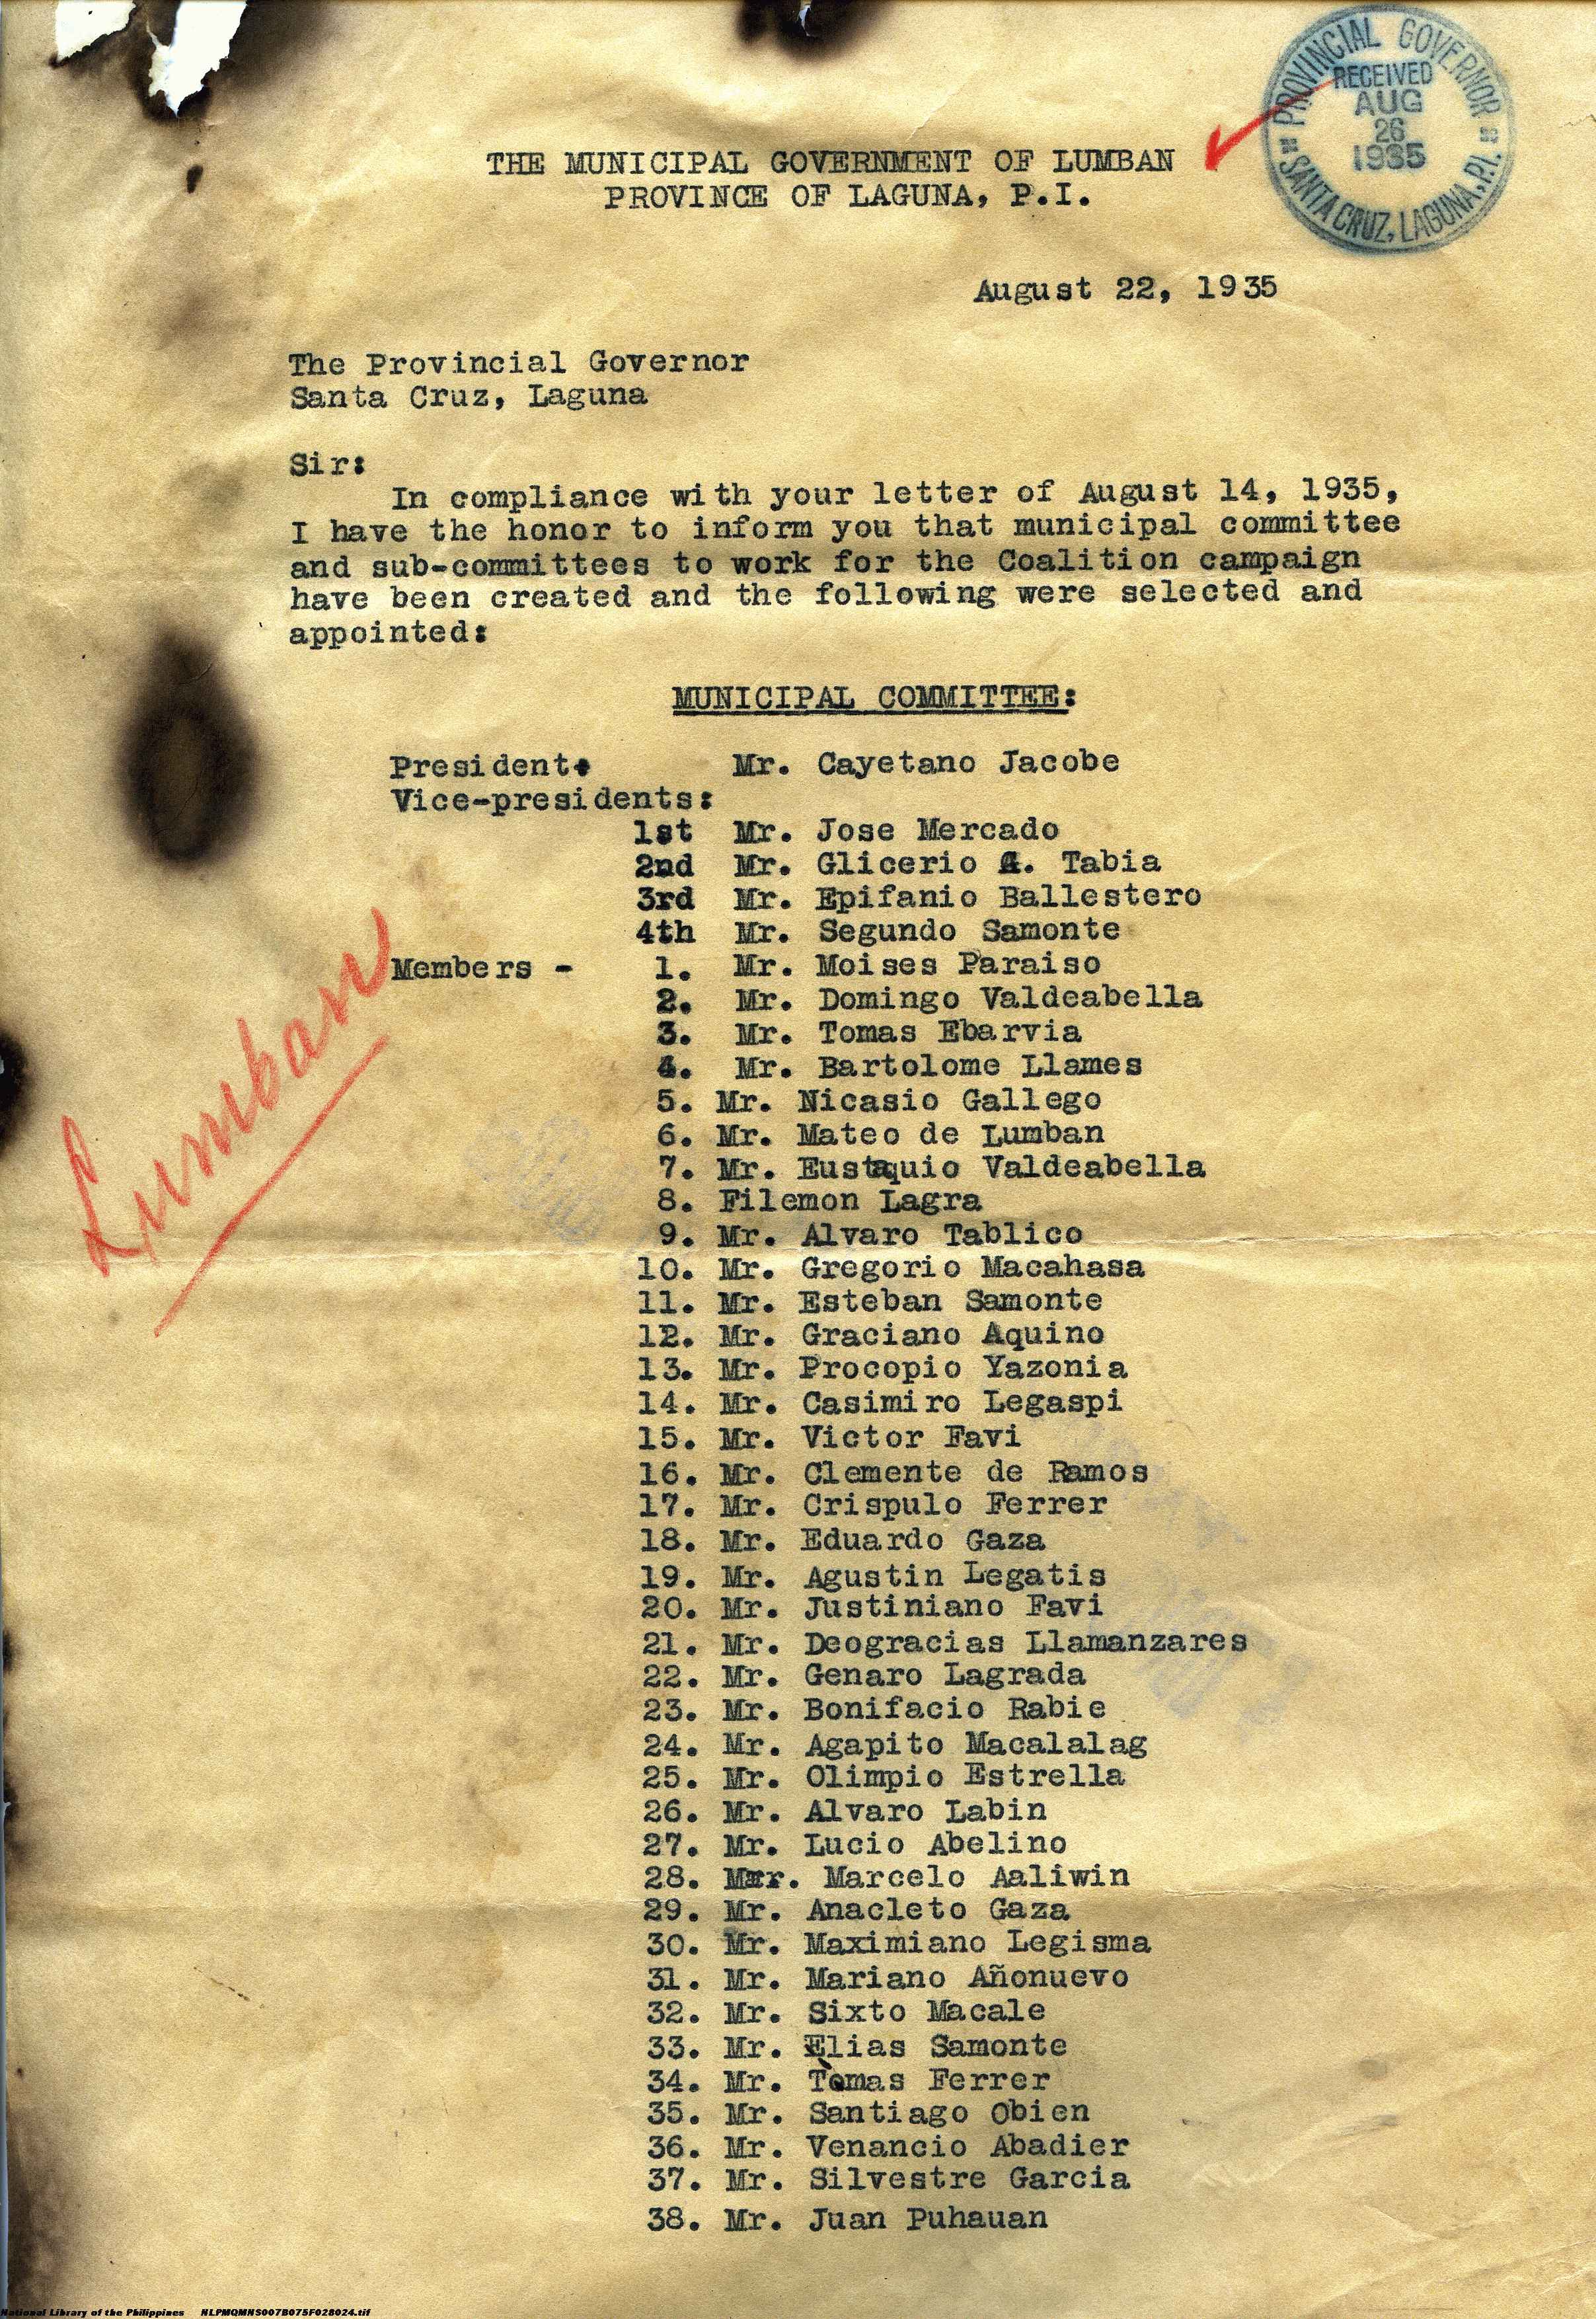 PROVINCIAL GOVERNOR
RECEIVED
AUG
26
1935
SANTA CRUZ, LAGUNA, P.I.
THE MUNICIPAL GOVERNMENT OF LUMBAN
PROVINCE OF LAGUNA, P.I.
August 22, 1935
The Provincial Governor
Santa Cruz, Laguna
Sir:
In compliance with your letter of August 14, 1935,
I have the honor to inform you that municipal committee
and sub-committees to work for the Coalition campaign
have been created and the following were selected and
appointed:
MUNICIPAL COMMITTEE:
President: Mr. Cayetano Jacobe
Vice-presidents:
1st Mr. Jose Mercado
2nd Mr. Glicerio A. Tabia
3rd Mr. Epifanio Ballestero
4th Mr. Segundo Samonte
Members - 1. Mr. Moises Paraiso
2. Mr. Domingo Valdeabella
3. Mr. Tomas Ebarvia
4. Mr. Bartolome Llames
5. Mr. Nicasio Gallego
6. Mr. Mateo de Lumban
7. Mr. Eustaquio Valdeabella
8. Filemon Lagra
9. Mr. Alvaro Tablico
10. Mr. Gregorio Macahasa
11. Mr. Esteban Samonte
12. Mr. Graciano Aquino
13. Mr. Procopio Yazonia
14. Mr. Casimiro Legaspi
15. Mr. Victor Favi
16. Mr. Clemente de Ramos
17. Mr. Crispulo Ferrer
18. Mr. Eduardo Gaza
19. Mr. Agustin Legatis
20. Mr. Justiniano Favi
21. Mr. Deogracias Llamanzares
22. Mr. Genaro Lagrada
23. Mr. Bonifacio Rabie
24. Mr. Agapito Macalalag
25. Mr. Olimpio Estrella
26. Mr. Alvaro Labin
27. Mr. Lucio Abelino
28. Mr. Marcelo Aaliwin
29. Mr. Anacleto Gaza
30. Mr. Maximiano Legisma
31. Mr. Mariano Añonuevo
32. Mr. Sixto Macale
33. Mr. Elias Samonte
34. Mr. Tomas Ferrer
35. Mr. Santiago Obien
36. Mr. Venancio Abadier
37. Mr. Silvestre Garcia
38. Mr. Juan Puhauan
Lumban
National Library of the Philippines NLPMQMNS007B075F028024.tif